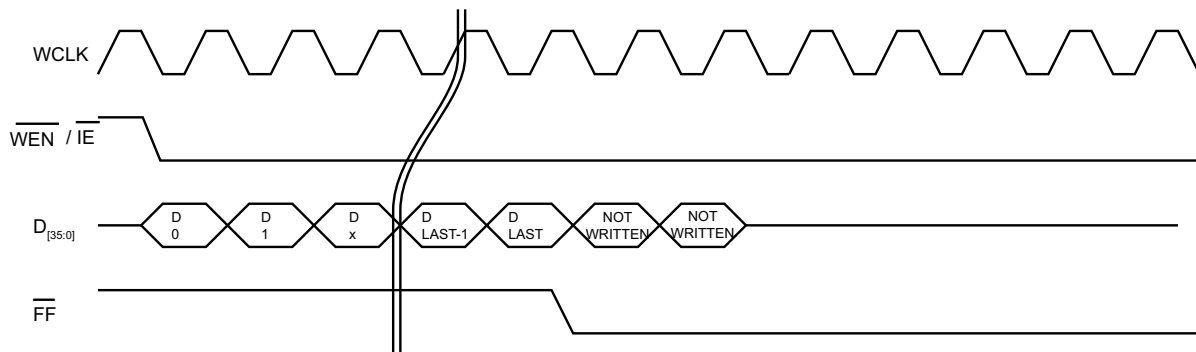 WCLK
WEN / IE
D[35:0]
D
0
D
1
D
x
D
LAST-1
D
LAST
NOT
WRITTEN
NOT
WRITTEN
FF